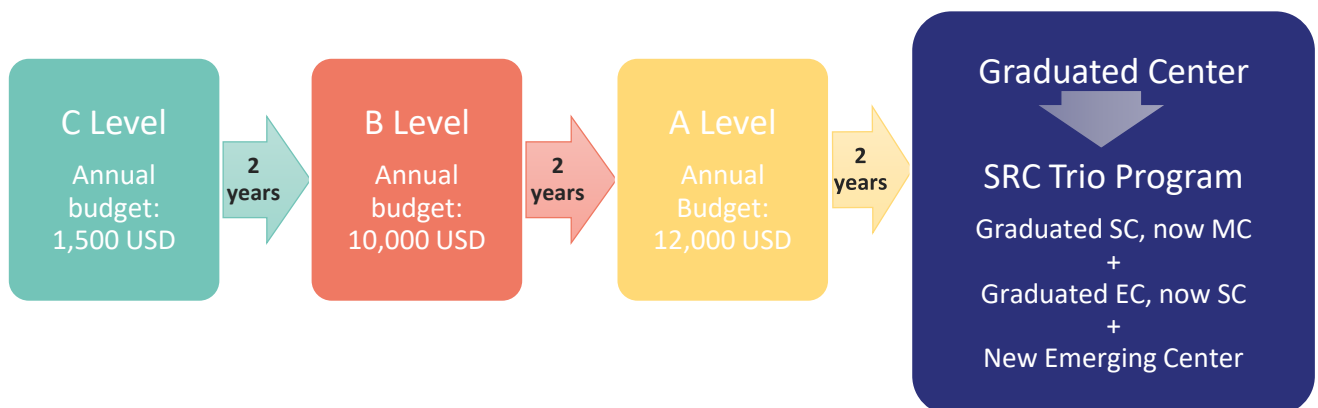 C Level
Annual
budget:
1,500 USD
2
years
B Level
Annual
budget:
10,000 USD
2
years
A Level
Annual
Budget:
12,000 USD
2
years
Graduated Center
SRC Trio Program
Graduated SC, now MC
+
Graduated EC, now SC
+
New Emerging Center